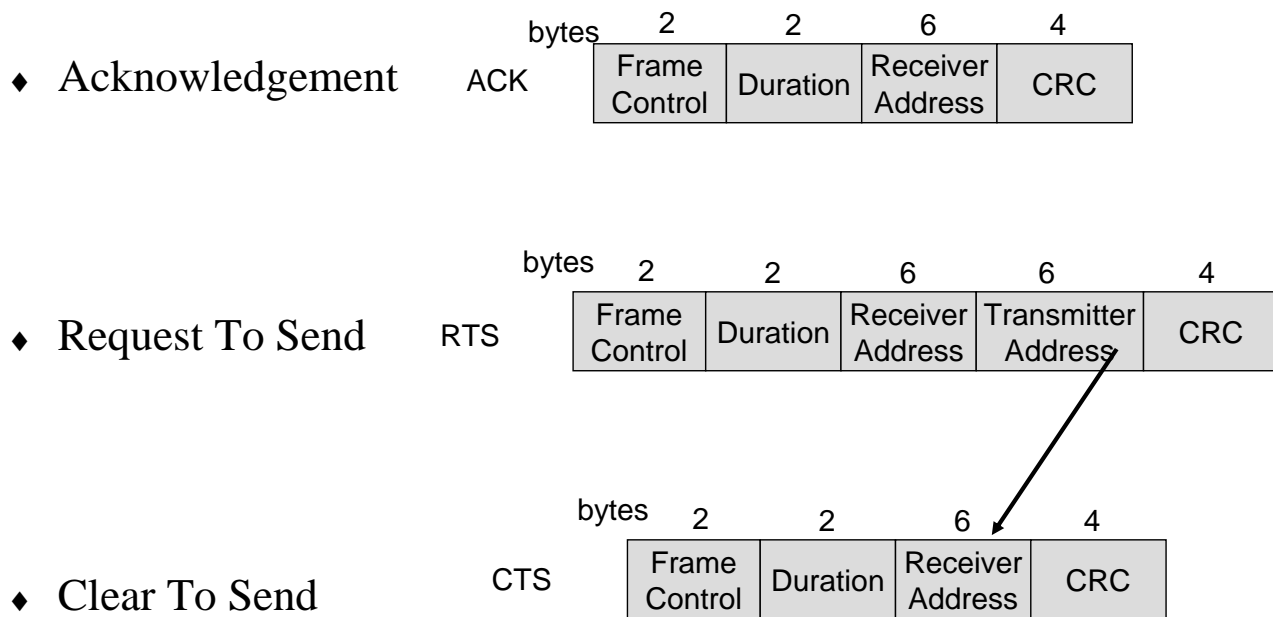 bytes 2 2 6 4
♦ Acknowledgement ACK Frame Control Duration Receiver Address CRC
bytes 2 2 6 6 4
♦ Request To Send RTS Frame Control Duration Receiver Address Transmitter Address CRC
bytes 2 2 6 4
♦ Clear To Send CTS Frame Control Duration Receiver Address CRC